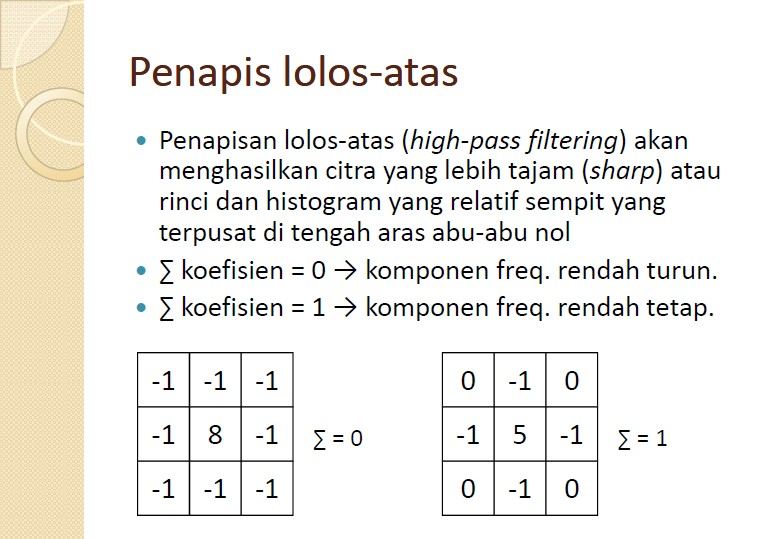 Penapis lolos-atas
• Penapisan lolos-atas (high-pass filtering) akan
menghasilkan citra yang lebih tajam (sharp) atau
rinci dan histogram yang relatif sempit yang
terpusat di tengah aras abu-abu nol
• ∑ koefisien = 0 → komponen freq. rendah turun.
• ∑ koefisien = 1 → komponen freq. rendah tetap.
-1 -1 -1
-1 8 -1
-1 -1 -1
∑ = 0
0 -1 0
-1 5 -1
0 -1 0
∑ = 1